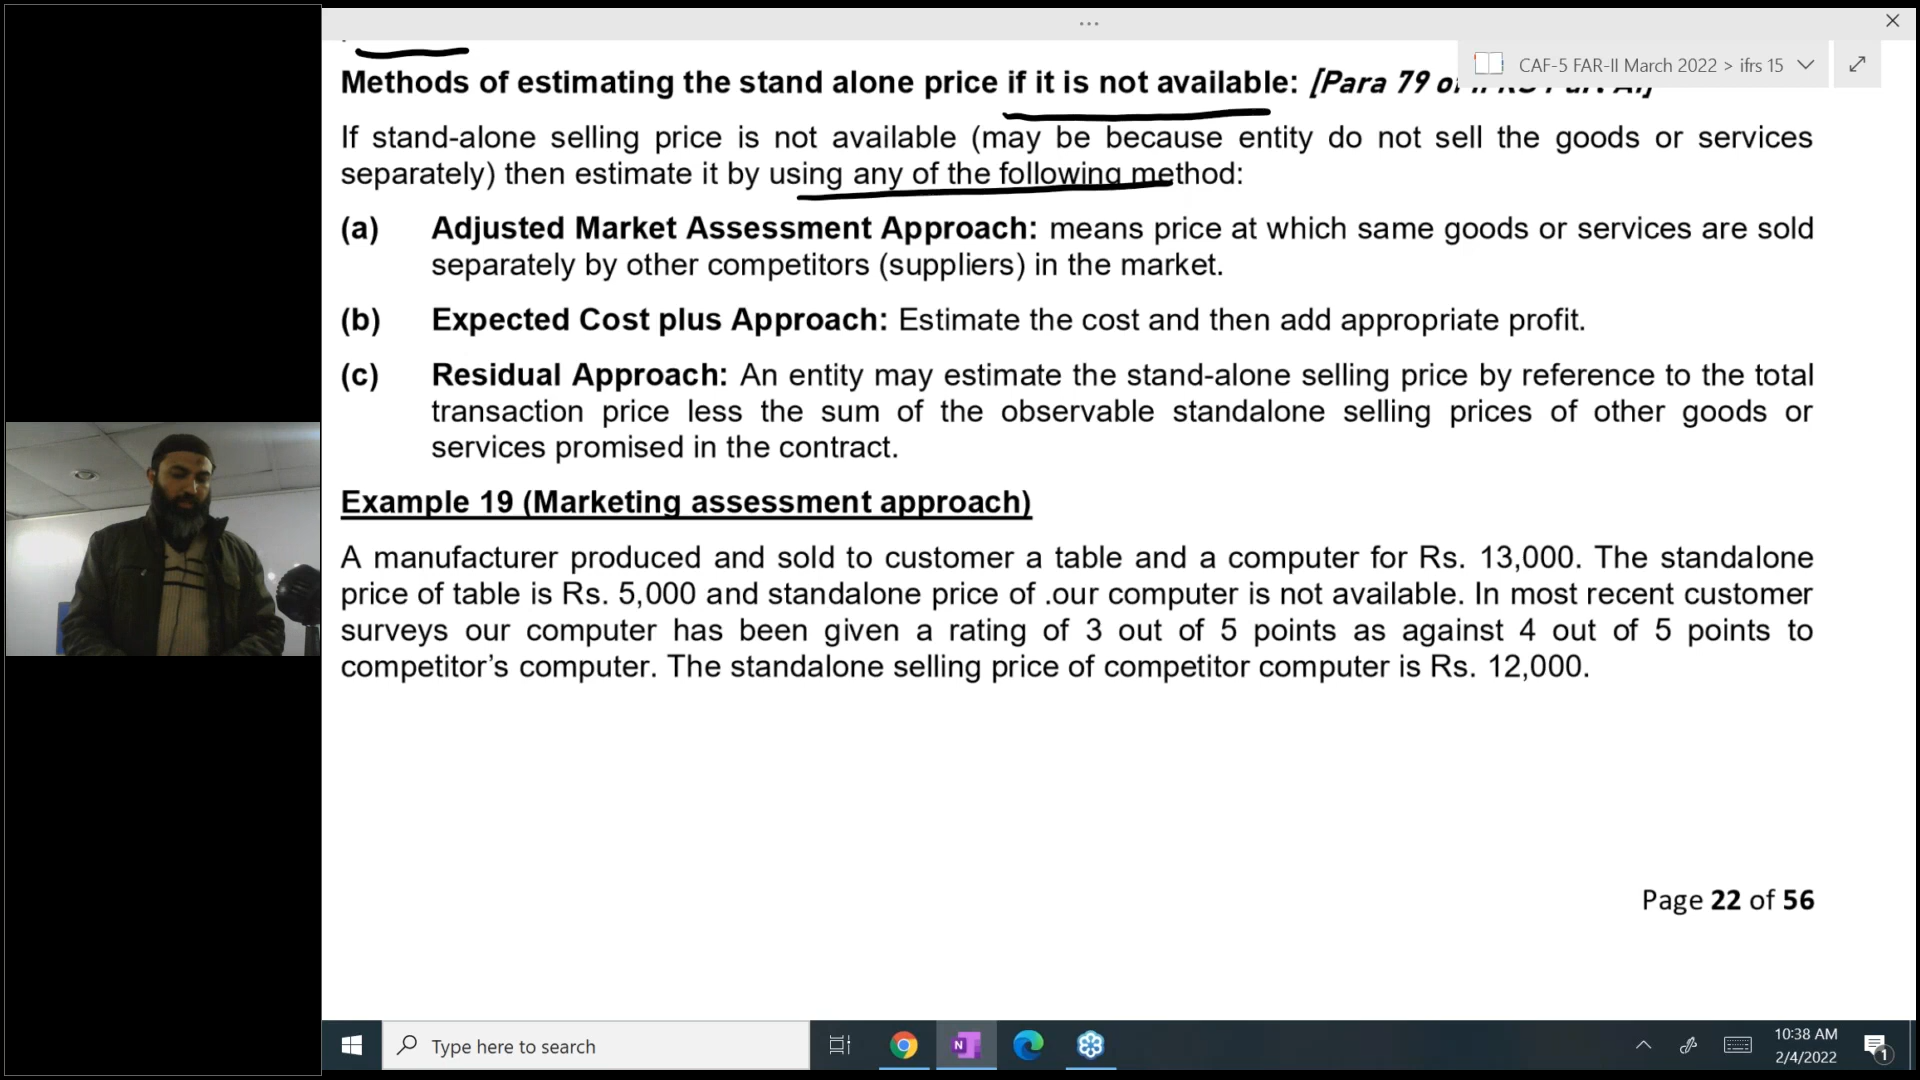 CAF-5 FAR-II March 2022 > ifrs 15
Methods of estimating the stand alone price if it is not available: [Para 79 of
If stand-alone selling price is not available (may be because entity do not sell the goods or services
separately) then estimate it by using any of the following method:
(a) Adjusted Market Assessment Approach: means price at which same goods or services are sold
separately by other competitors (suppliers) in the market.
(b) Expected Cost plus Approach: Estimate the cost and then add appropriate profit.
(c) Residual Approach: An entity may estimate the stand-alone selling price by reference to the total
transaction price less the sum of the observable standalone selling prices of other goods or
services promised in the contract.
Example 19 (Marketing assessment approach)
A manufacturer produced and sold to customer a table and a computer for Rs. 13,000. The standalone
price of table is Rs. 5,000 and standalone price of .our computer is not available. In most recent customer
surveys our computer has been given a rating of 3 out of 5 points as against 4 out of 5 points to
competitor’s computer. The standalone selling price of competitor computer is Rs. 12,000.
Page 22 of 56
Type here to search
N
10:38 AM
2/4/2022
1